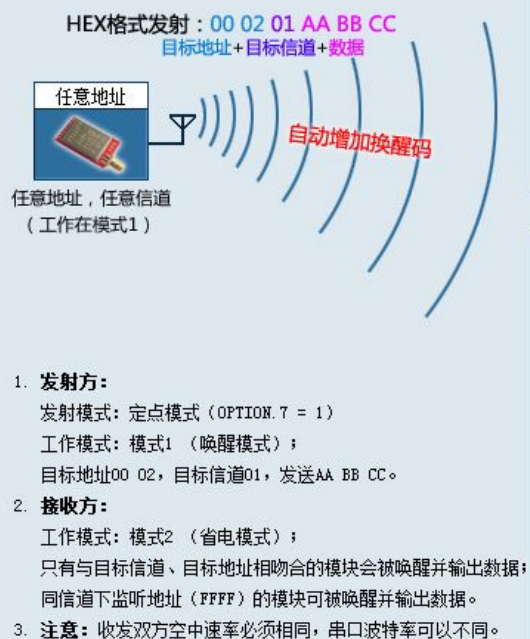 HEX格式发射：00 02 01 AA BB CC
目标地址+目标信道+数据
任意地址
自动增加换醒码
任意地址，任意信道
（工作在模式1）
1. 发射方：
发射模式：定点模式（OPTION.7 = 1）
工作模式：模式1 （唤醒模式）；
目标地址00 02，目标信道01，发送AA BB CC。
2. 接收方：
工作模式：模式2 （省电模式）；
只有与目标信道、目标地址相吻合的模块会被唤醒并输出数据；
同信道下监听地址（FFFF）的模块可被唤醒并输出数据。
3. 注意：收发双方空中速率必须相同，串口波特率可以不同。